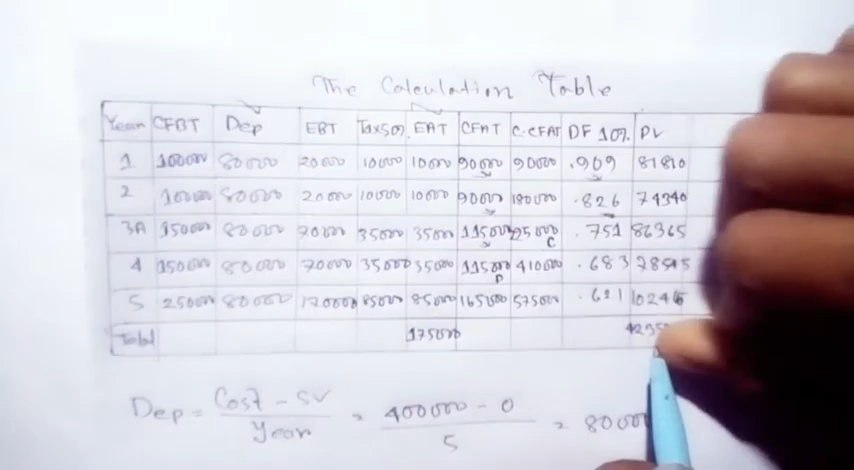 The Calculation Table
Year CFBT Dep EBT Tax50% EAT CFAT C.CFAT DF 10% PV
1 100000 80000 20000 10000 10000 90000 90000 .909 81810
2 100000 80000 20000 10000 10000 90000 180000 .826 74340
3A 150000 80000 70000 35000 35000 115000 C .751 86365
4 150000 80000 70000 35000 35000 115000 D 410000 .683 78545
5 250000 80000 170000 85000 85000 165000 575000 .621
Total 175000
Dep = Cost - SV / Year = 400000 - 0 / 5 = 80000